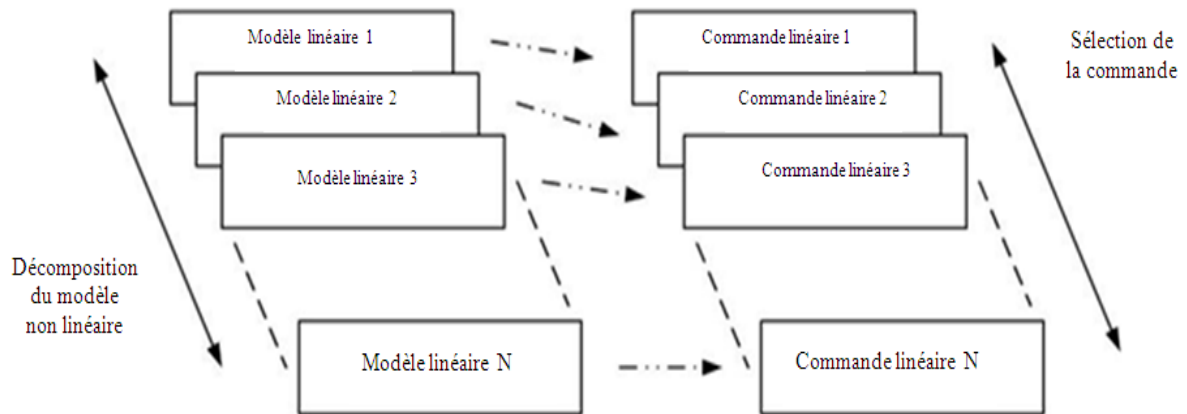 Modèle linéaire 1
Commande linéaire 1
Sélection de
la commande
Modèle linéaire 2
Commande linéaire 2
Modèle linéaire 3
Commande linéaire 3
Décomposition
du modèle
non linéaire
Modèle linéaire N
Commande linéaire N